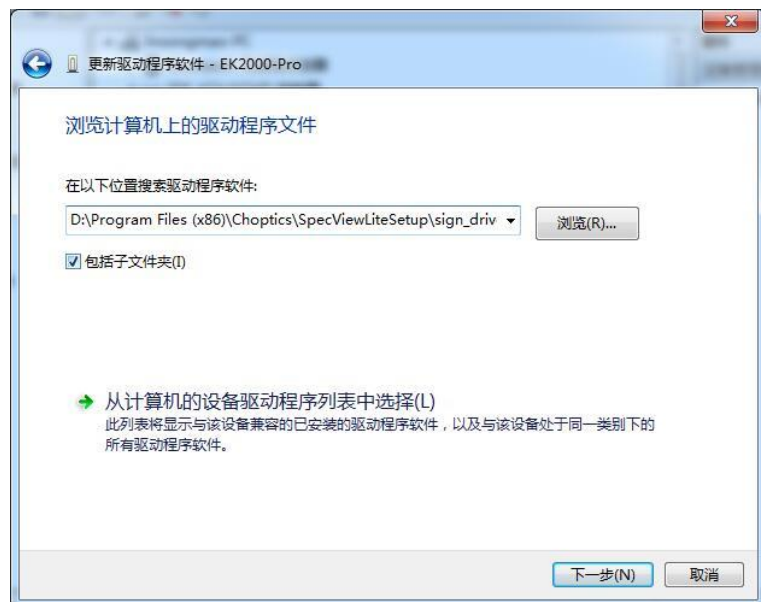 更新驱动程序软件 - EK2000-Pro
浏览计算机上的驱动程序文件
在以下位置搜索驱动程序软件:
D:\Program Files (x86)\Choptics\SpecViewLiteSetup\sign_driv
浏览(R)...
包括子文件夹(I)
从计算机的设备驱动程序列表中选择(L)
此列表将显示与该设备兼容的已安装的驱动程序软件，以及与该设备处于同一类别下的
所有驱动程序软件。
下一步(N)
取消